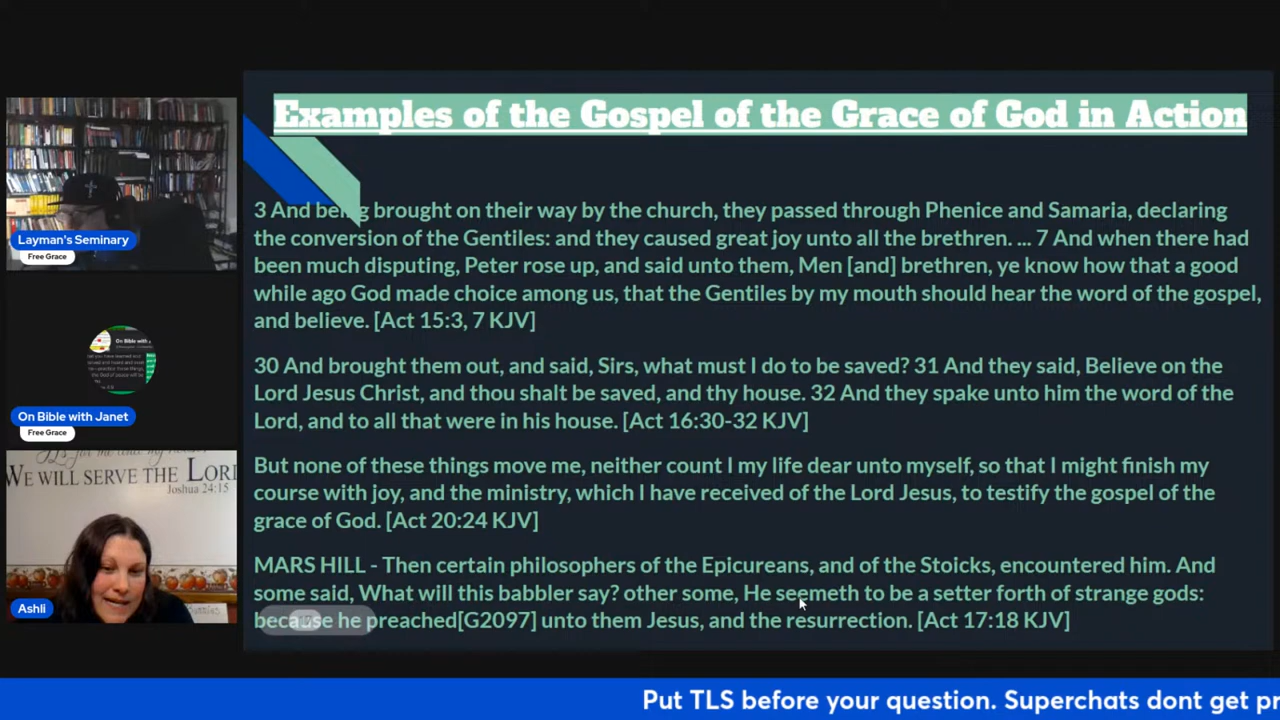 Examples of the Gospel of the Grace of God in Action
3 And being brought on their way by the church, they passed through Phenice and Samaria, declaring
the conversion of the Gentiles: and they caused great joy unto all the brethren. ... 7 And when there had
been much disputing, Peter rose up, and said unto them, Men [and] brethren, ye know how that a good
while ago God made choice among us, that the Gentiles by my mouth should hear the word of the gospel,
and believe. [Act 15:3, 7 KJV]
30 And brought them out, and said, Sirs, what must I do to be saved? 31 And they said, Believe on the
Lord Jesus Christ, and thou shalt be saved, and thy house. 32 And they spake unto him the word of the
Lord, and to all that were in his house. [Act 16:30-32 KJV]
But none of these things move me, neither count I my life dear unto myself, so that I might finish my
course with joy, and the ministry, which I have received of the Lord Jesus, to testify the gospel of the
grace of God. [Act 20:24 KJV]
MARS HILL - Then certain philosophers of the Epicureans, and of the Stoicks, encountered him. And
some said, What will this babbler say? other some, He seemeth to be a setter forth of strange gods:
because he preached[G2097] unto them Jesus, and the resurrection. [Act 17:18 KJV]
Layman's Seminary
Free Grace
On Bible with Janet
Free Grace
WE WILL SERVE THE LORD
Joshua 24:15
Ashli
Put TLS before your question. Superchats dont get pr